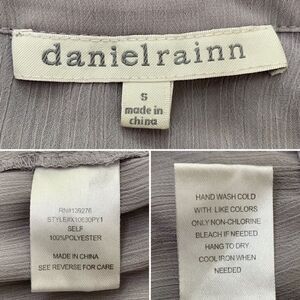 danielrainn
S
made in
china
RN#139276
STYLE#X10630PY1
SELF
100%POLYESTER
MADE IN CHINA
SEE REVERSE FOR CARE
HAND WASH COLD
WITH LIKE COLORS
ONLY NON-CHLORINE
BLEACH IF NEEDED
HANG TO DRY
COOL IRON WHEN
NEEDED